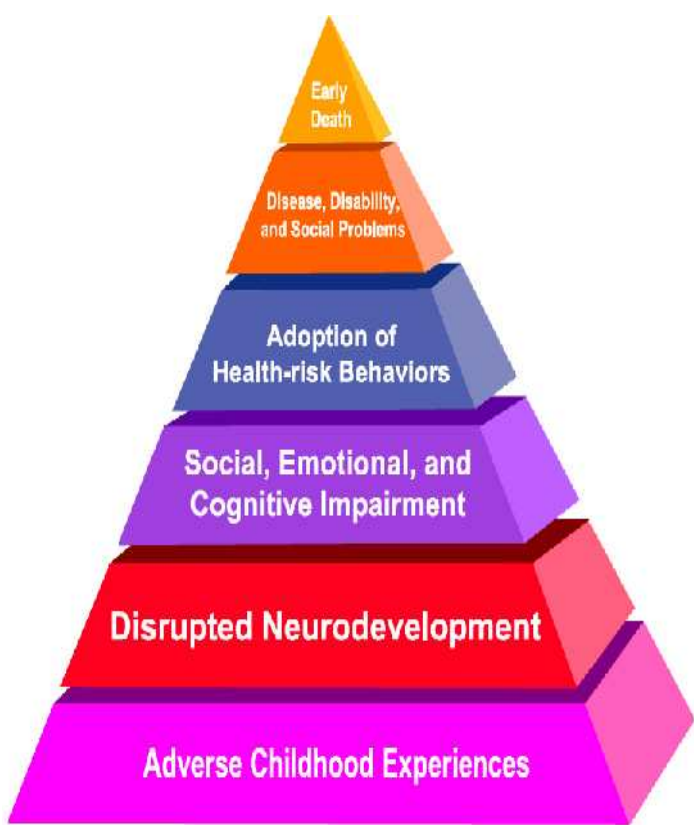 Early
Death
Disease, Disability,
and Social Problems
Adoption of
Health-risk Behaviors
Social, Emotional, and
Cognitive Impairment
Disrupted Neurodevelopment
Adverse Childhood Experiences